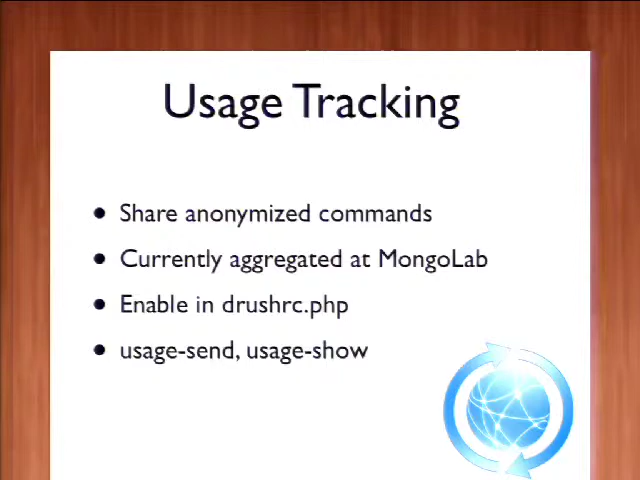 Usage Tracking
• Share anonymized commands
• Currently aggregated at MongoLab
• Enable in drushrc.php
• usage-send, usage-show